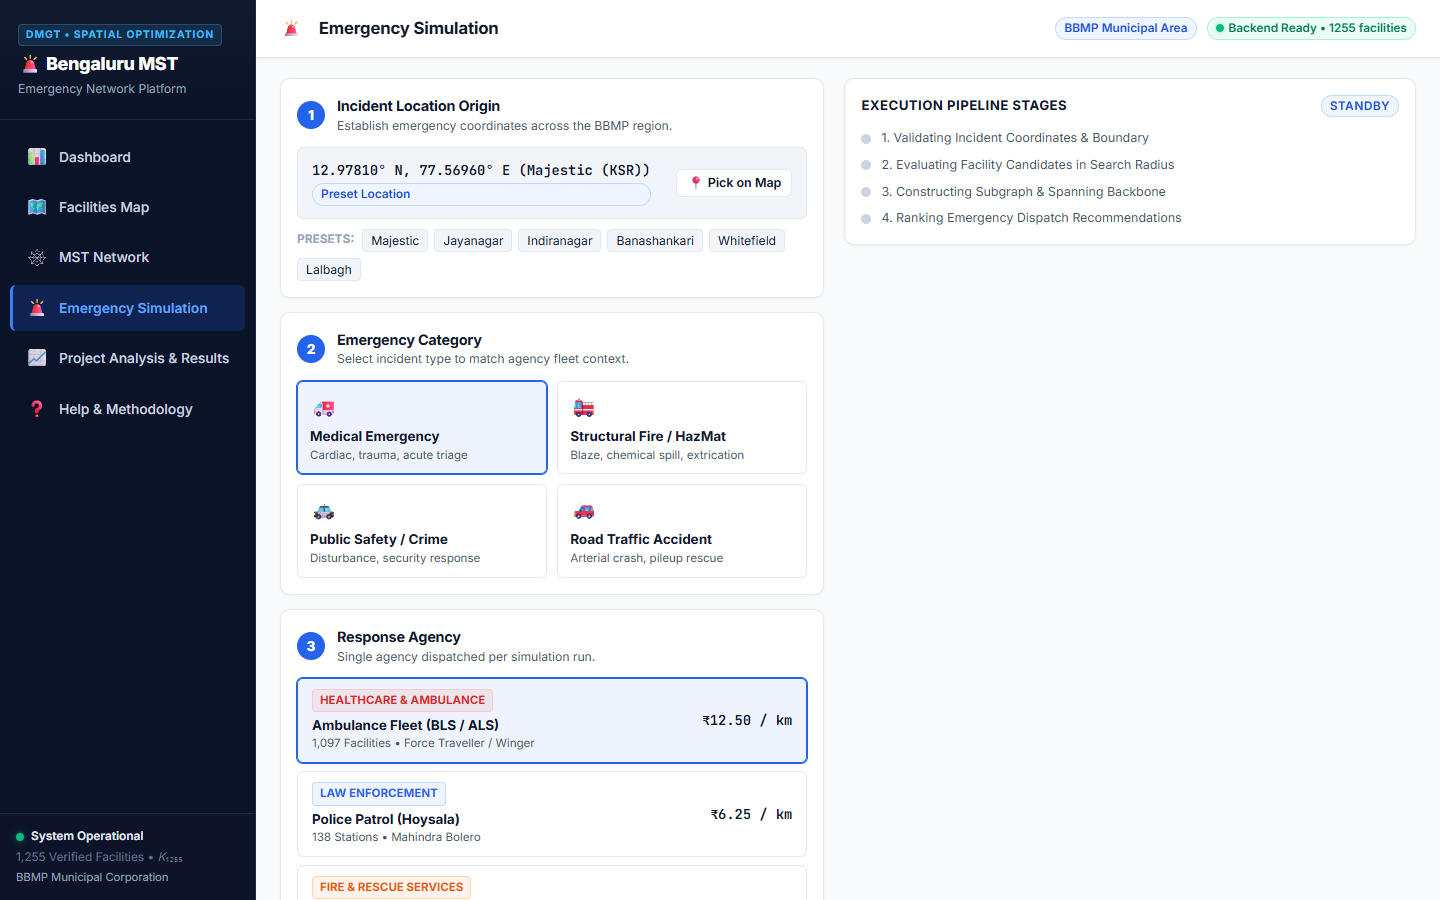 DMGT • SPATIAL OPTIMIZATION
Bengaluru MST
Emergency Network Platform
Dashboard
Facilities Map
MST Network
Emergency Simulation
Project Analysis & Results
Help & Methodology
System Operational
1,255 Verified Facilities • K₁₂₅₅
BBMP Municipal Corporation
Emergency Simulation
BBMP Municipal Area
Backend Ready • 1255 facilities
1
Incident Location Origin
Establish emergency coordinates across the BBMP region.
12.97810° N, 77.56960° E (Majestic (KSR))
Preset Location
Pick on Map
PRESETS: Majestic Jayanagar Indiranagar Banashankari Whitefield
Lalbagh
2
Emergency Category
Select incident type to match agency fleet context.
Medical Emergency
Cardiac, trauma, acute triage
Structural Fire / HazMat
Blaze, chemical spill, extrication
Public Safety / Crime
Disturbance, security response
Road Traffic Accident
Arterial crash, pileup rescue
3
Response Agency
Single agency dispatched per simulation run.
HEALTHCARE & AMBULANCE
Ambulance Fleet (BLS / ALS)
1,097 Facilities • Force Traveller / Winger
₹12.50 / km
LAW ENFORCEMENT
Police Patrol (Hoysala)
138 Stations • Mahindra Bolero
₹6.25 / km
FIRE & RESCUE SERVICES
EXECUTION PIPELINE STAGES
STANDBY
1. Validating Incident Coordinates & Boundary
2. Evaluating Facility Candidates in Search Radius
3. Constructing Subgraph & Spanning Backbone
4. Ranking Emergency Dispatch Recommendations